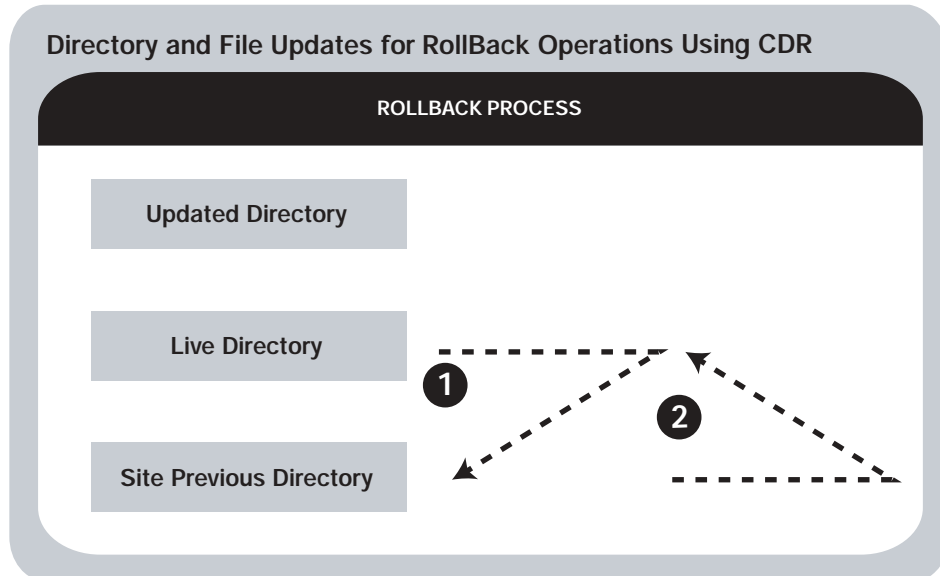 Directory and File Updates for RollBack Operations Using CDR
ROLLBACK PROCESS
Updated Directory
Live Directory
1
2
Site Previous Directory